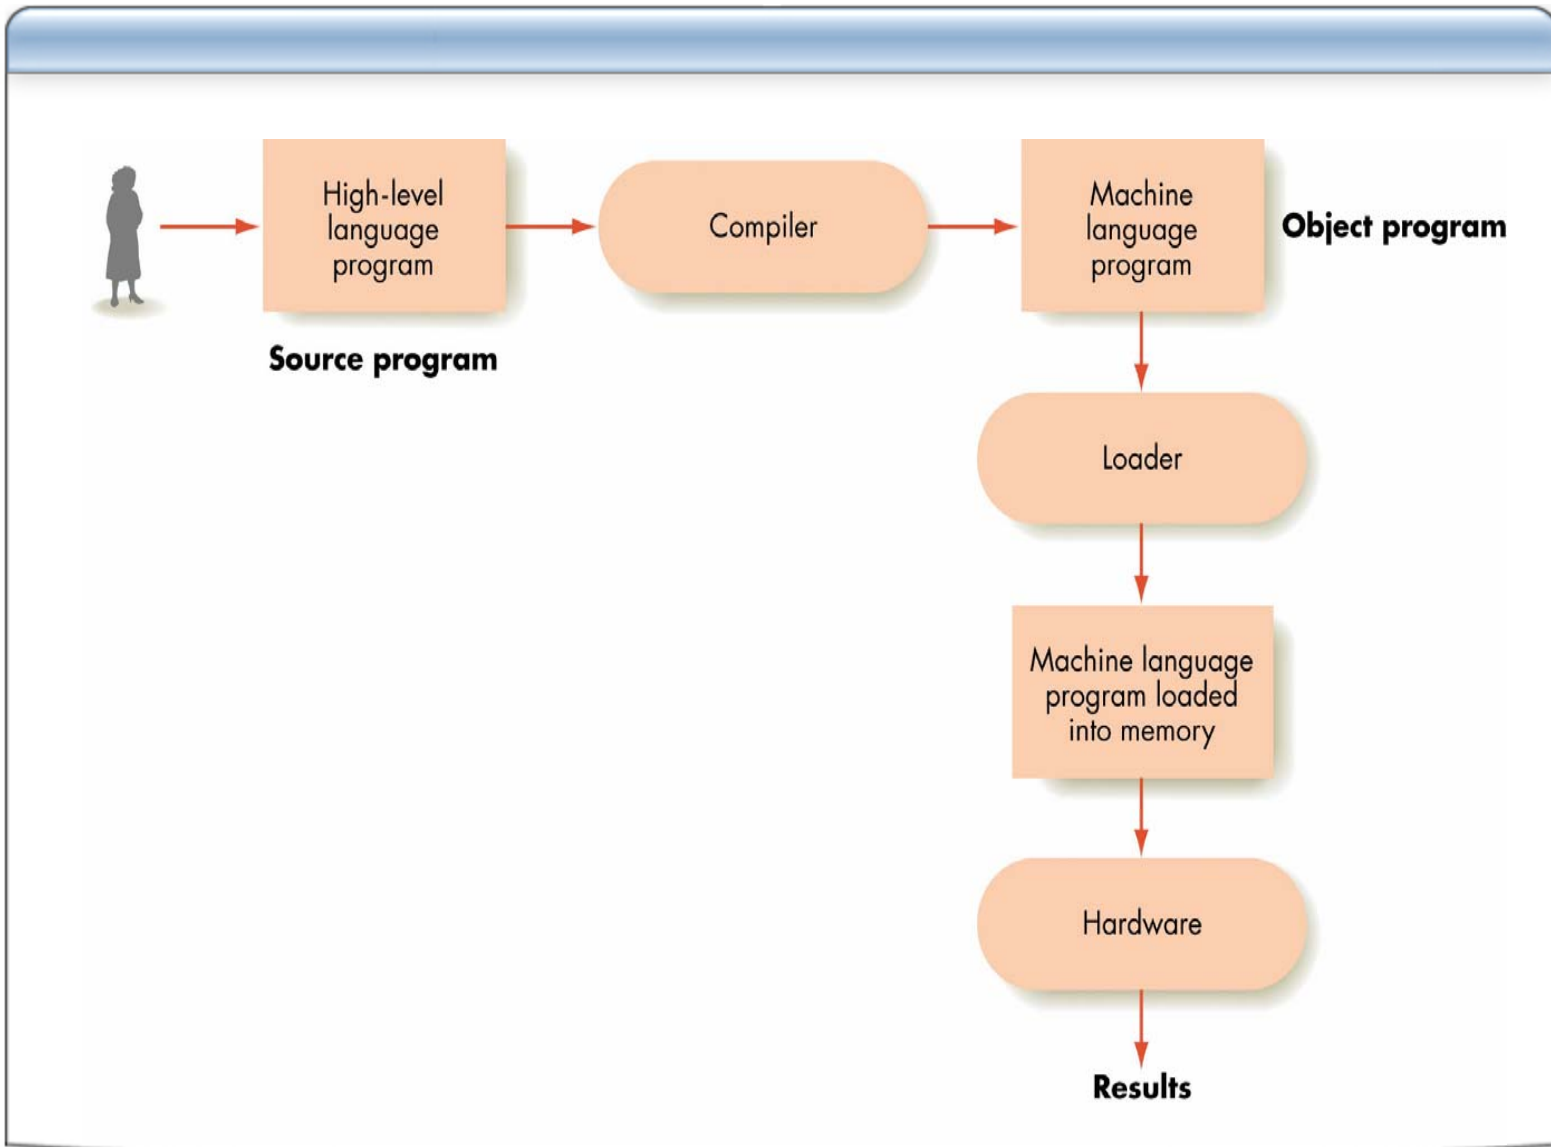 High-level
language
program
Source program
Compiler
Machine
language
program
Object program
Loader
Machine language
program loaded
into memory
Hardware
Results